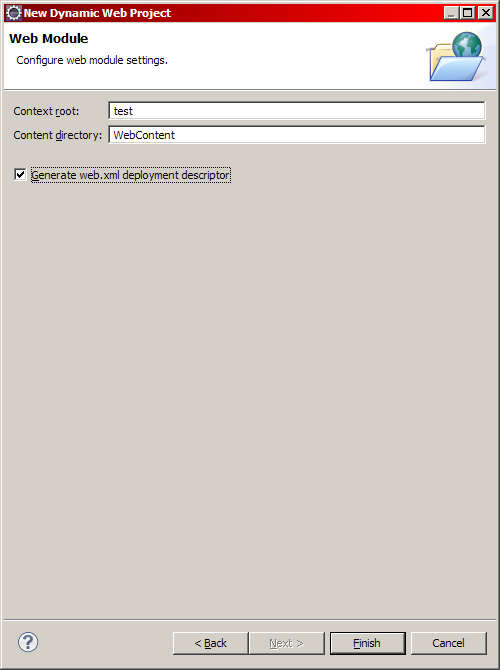 New Dynamic Web Project
Web Module
Configure web module settings.
Context root: test
Content directory: WebContent
Generate web.xml deployment descriptor
? < Back Next > Finish Cancel